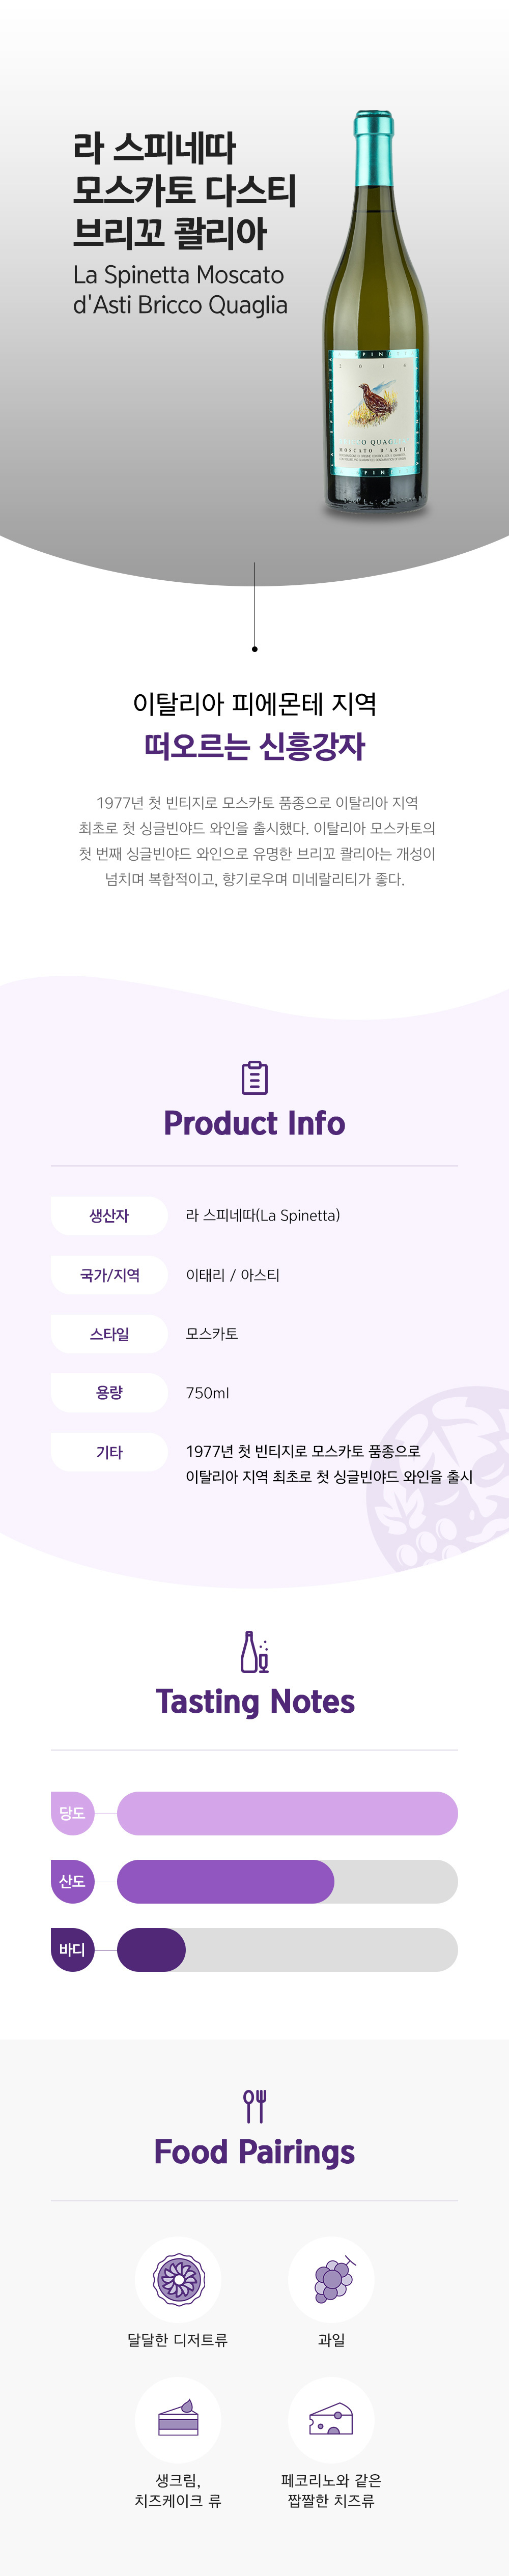 라 스피네따
모스카토 다스티
브리꼬 콸리아
La Spinetta Moscato
d'Asti Bricco Quaglia
2 0 1 4
MOSCATO D'ASTI
이탈리아 피에몬테 지역
떠오르는 신흥강자
1977년 첫 빈티지로 모스카토 품종으로 이탈리아 지역
최초로 첫 싱글빈야드 와인을 출시했다. 이탈리아 모스카토의
첫 번째 싱글빈야드 와인으로 유명한 브리꼬 콸리아는 개성이
넘치며 복합적이고, 향기로우며 미네랄리티가 좋다.
Product Info
생산자 라 스피네따(La Spinetta)
국가/지역 이태리 / 아스티
스타일 모스카토
용량 750ml
기타 1977년 첫 빈티지로 모스카토 품종으로
이탈리아 지역 최초로 첫 싱글빈야드 와인을 출시
Tasting Notes
당도
산도
바디
Food Pairings
달달한 디저트류 과일
생크림, 페코리노와 같은
치즈케이크 류 짭짤한 치즈류